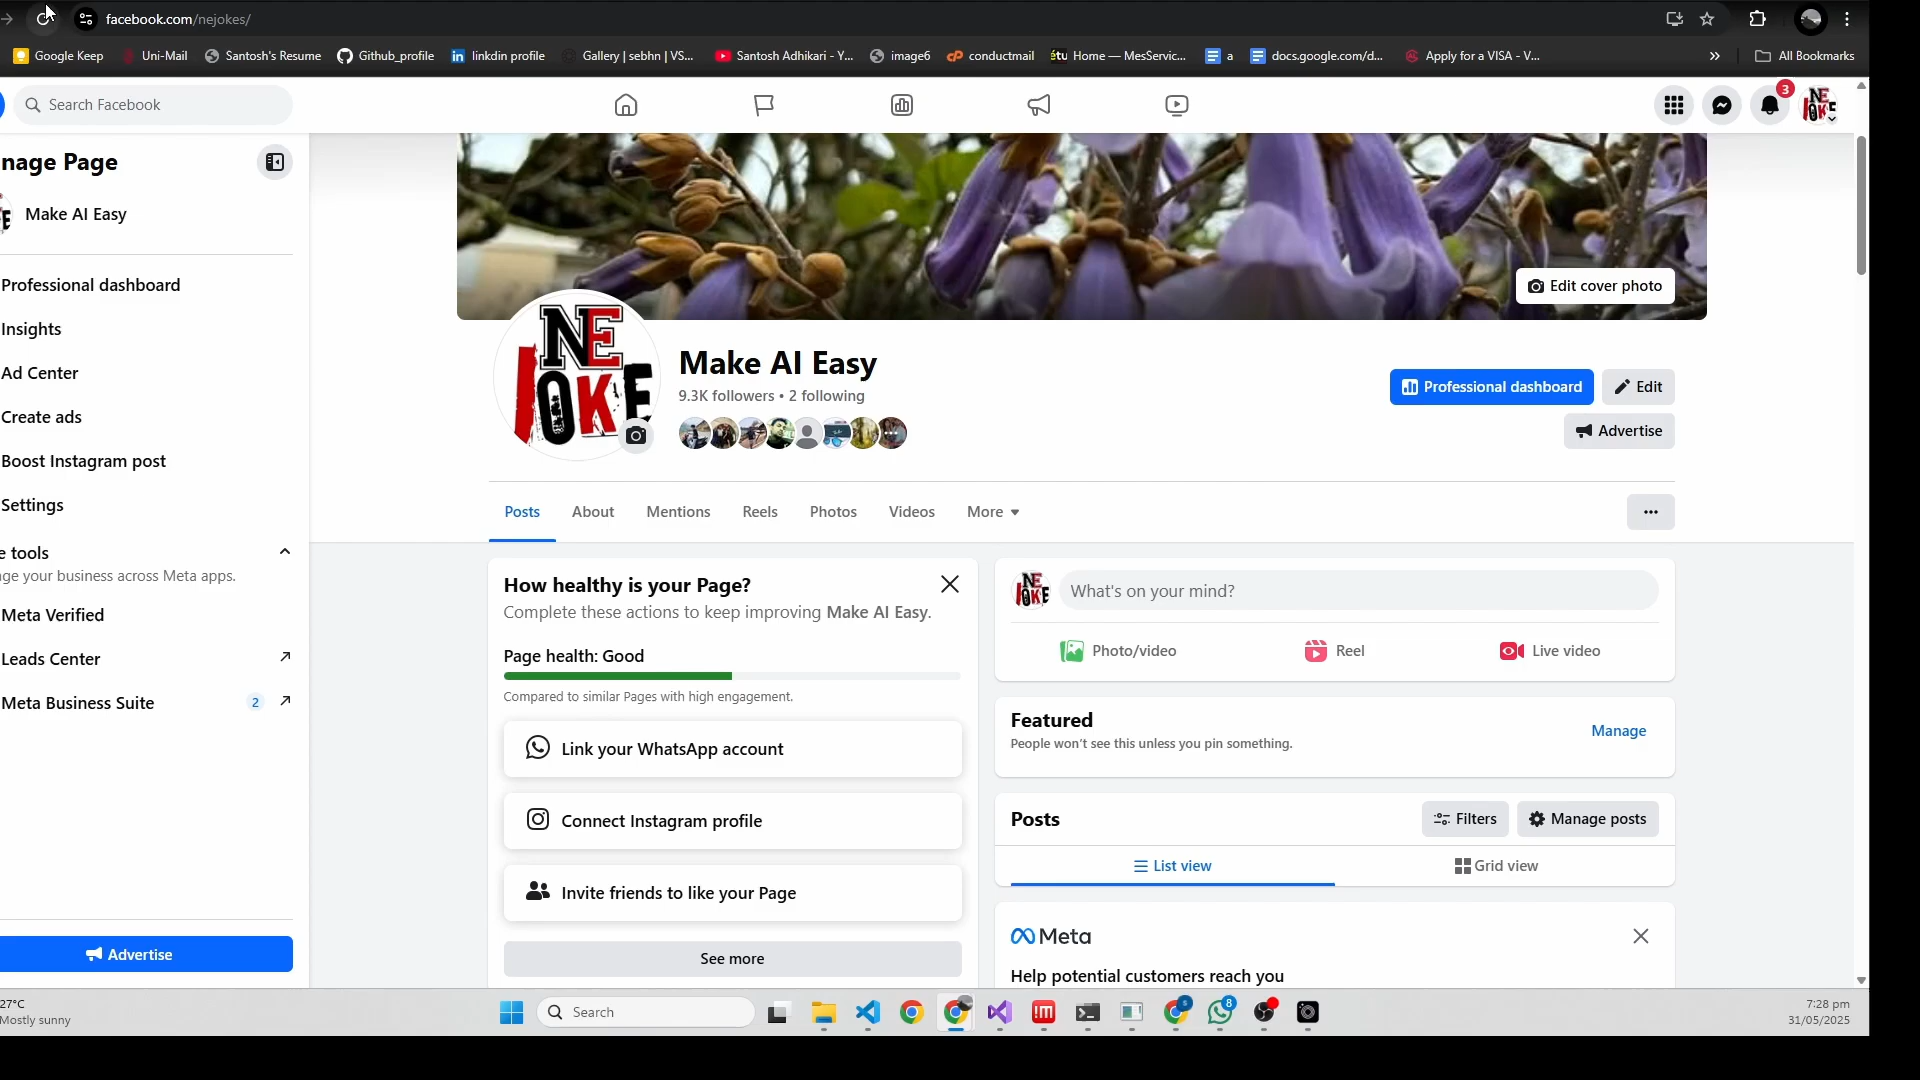 facebook.com/nejokes/
Google Keep
Uni-Mail
Santosh's Resume
Github_profile
linkdin profile
Gallery | sebhn | VS...
Santosh Adhikari - Y...
image6
conductmail
Home — MesServic...
a
docs.google.com/d...
Apply for a VISA - V...
All Bookmarks
Search Facebook
3
nage Page
Make AI Easy
Professional dashboard
Insights
Ad Center
Create ads
Boost Instagram post
Settings
e tools
age your business across Meta apps.
Meta Verified
Leads Center
Meta Business Suite 2
Advertise
Edit cover photo
NE
JOKE
Make AI Easy
9.3K followers • 2 following
Professional dashboard
Edit
Advertise
Posts
About
Mentions
Reels
Photos
Videos
More
How healthy is your Page?
Complete these actions to keep improving Make AI Easy.
Page health: Good
Compared to similar Pages with high engagement.
Link your WhatsApp account
Connect Instagram profile
Invite friends to like your Page
See more
What's on your mind?
Photo/video
Reel
Live video
Featured
People won't see this unless you pin something.
Manage
Posts
Filters
Manage posts
List view
Grid view
Meta
Help potential customers reach you
27°C
Mostly sunny
Search
8
7:28 pm
31/05/2025